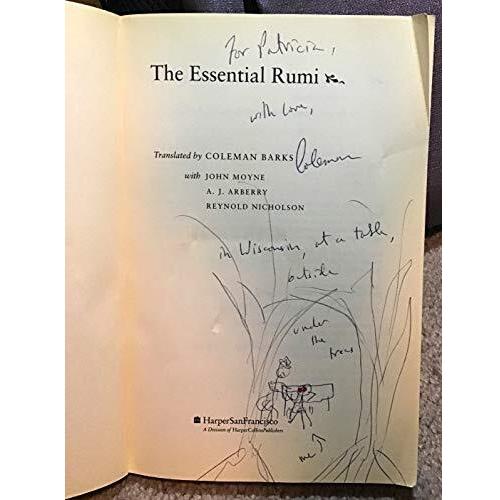 for Patricia,
The Essential Rumi
with love,
Translated by COLEMAN BARKS Coleman
with JOHN MOYNE
A. J. ARBERRY
REYNOLD NICHOLSON
in Wisconsin, at a table,
outside
under
the
trees
HarperSanFrancisco
A Division of HarperCollinsPublishers
me